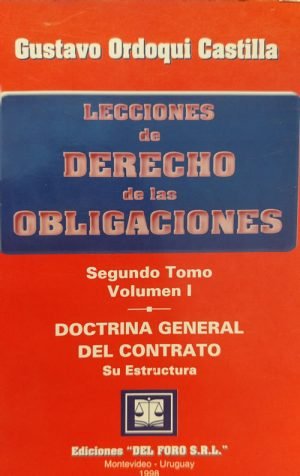 Gustavo Ordoqui Castilla
LECCIONES
de
DERECHO
de las
OBLIGACIONES
Segundo Tomo
Volumen I
DOCTRINA GENERAL
DEL CONTRATO
Su Estructura
Ediciones "DEL FORO S.R.L."
Montevideo - Uruguay
1998